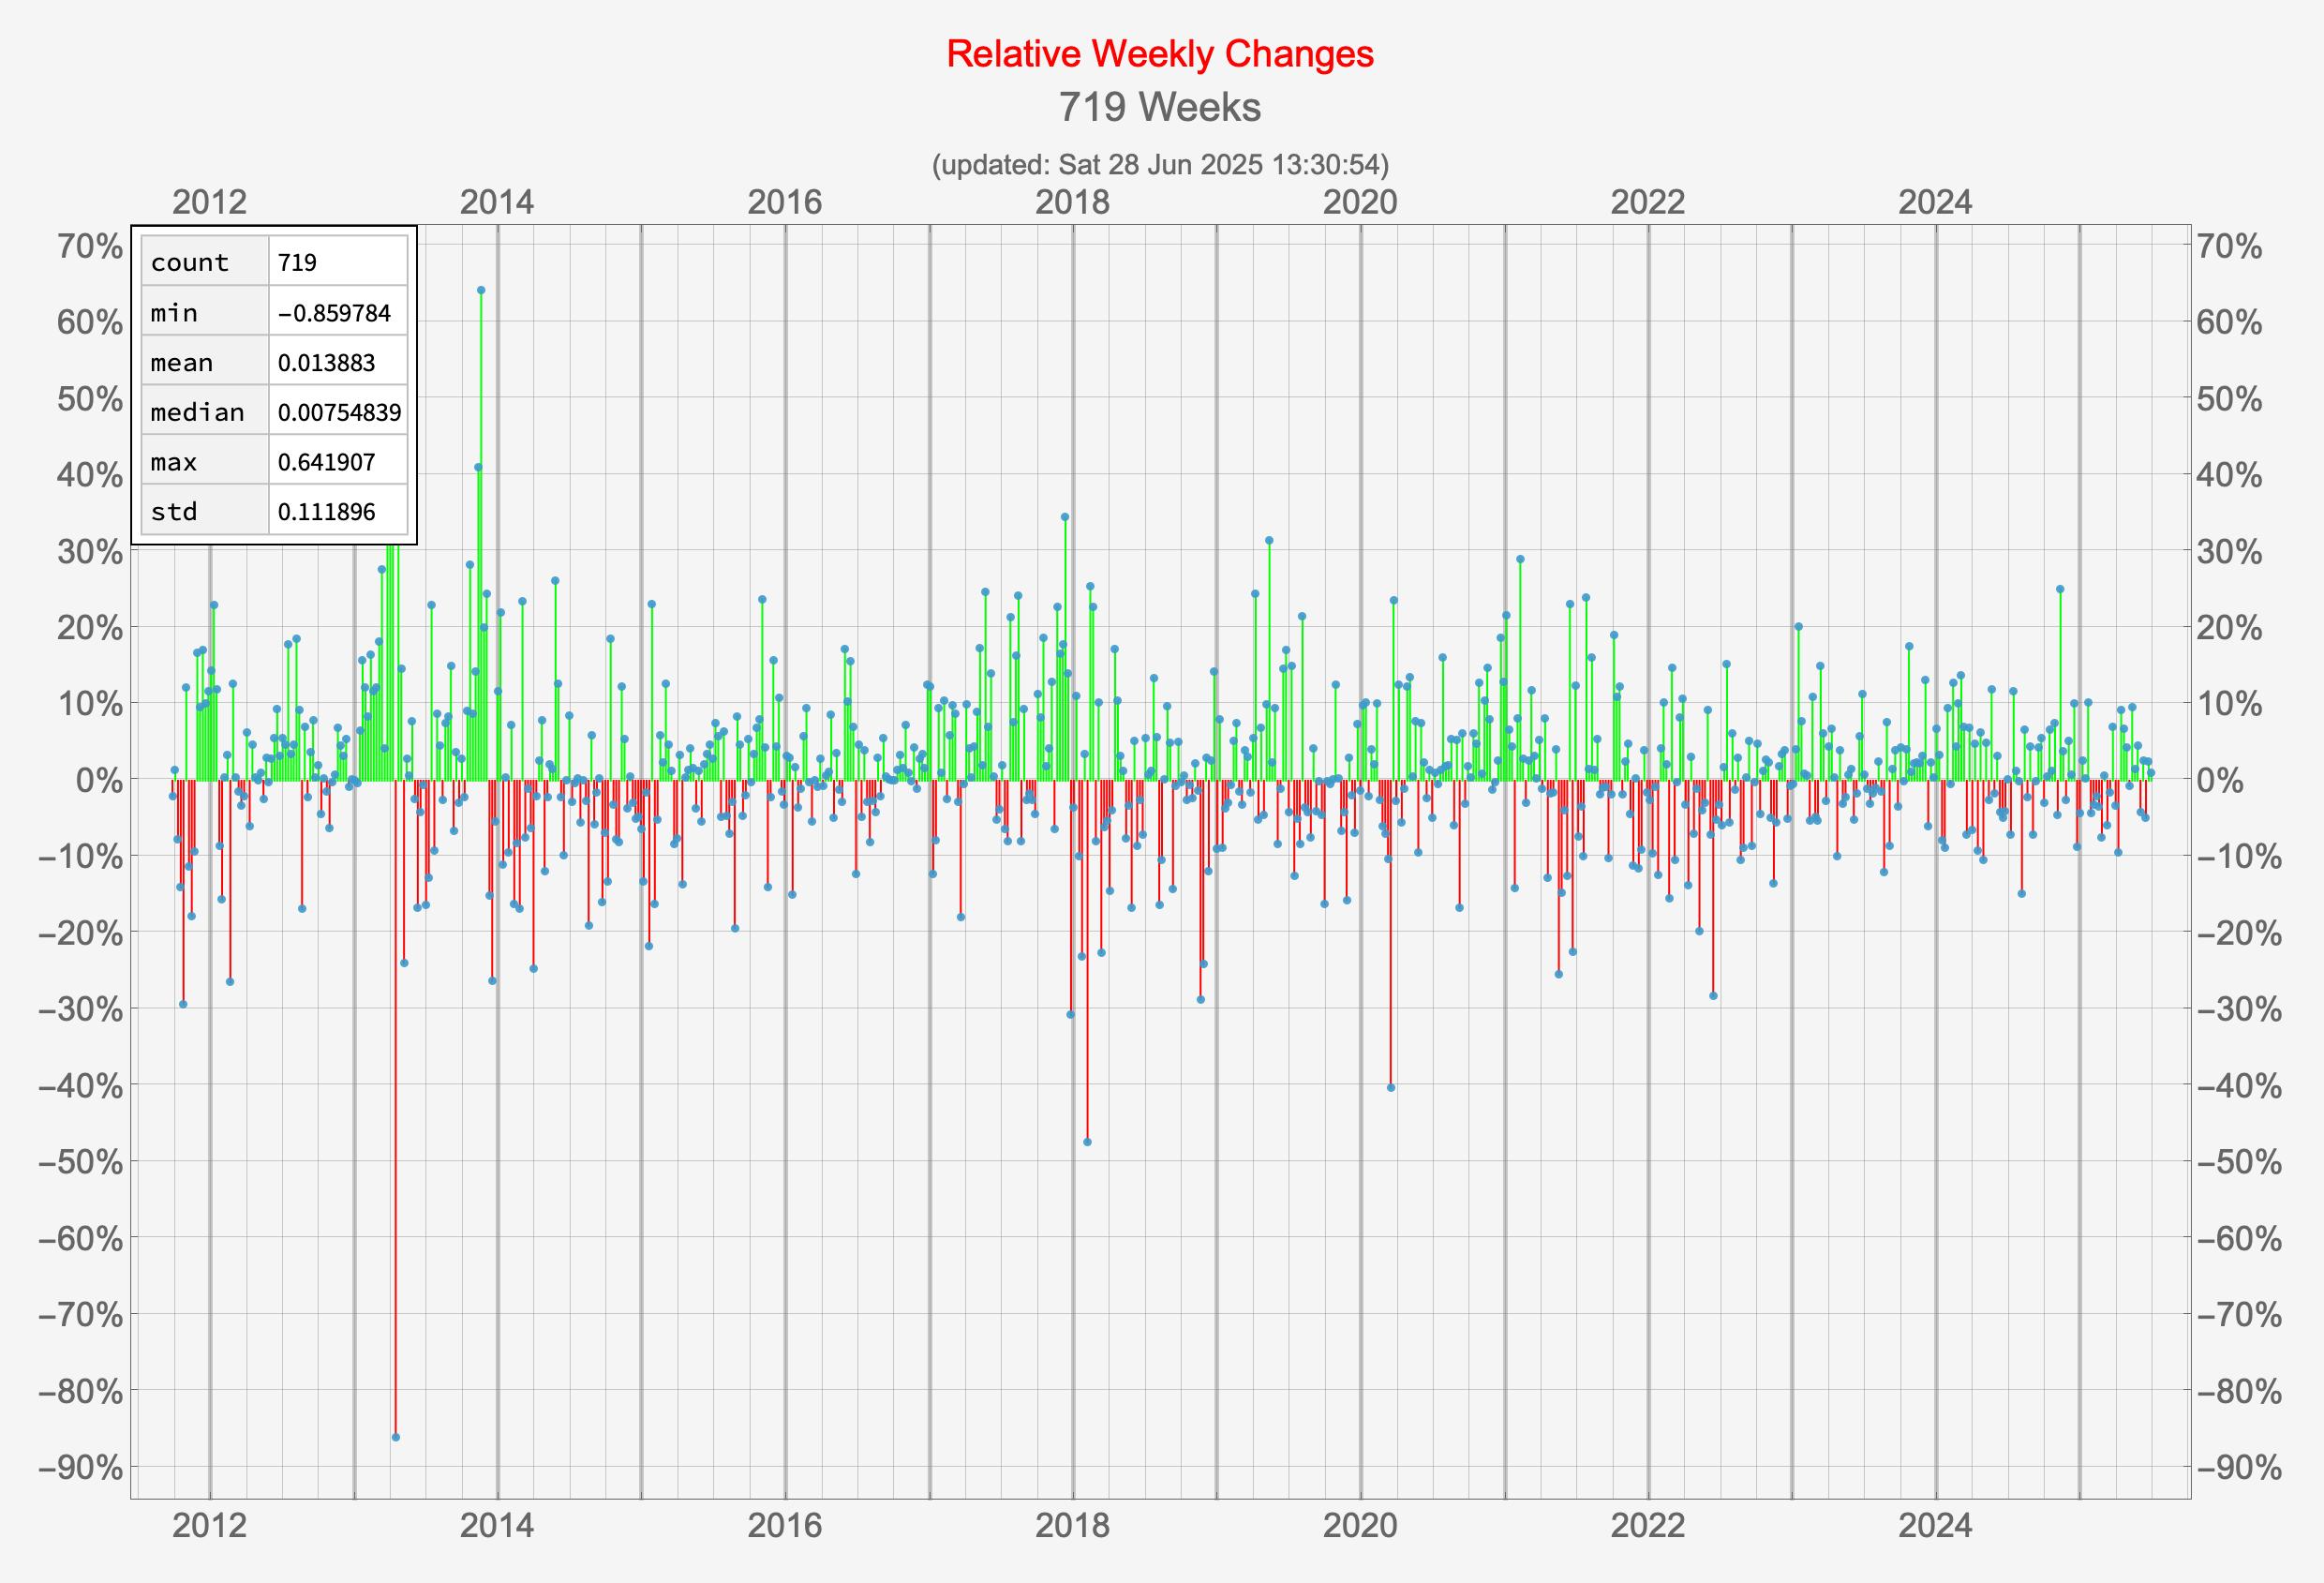 Relative Weekly Changes
719 Weeks
(updated: Sat 28 Jun 2025 13:30:54)
2012 2014 2016 2018 2020 2022 2024
count 719
min −0.859784
mean 0.013883
median 0.00754839
max 0.641907
std 0.111896
70% 70%
60% 60%
50% 50%
40% 40%
30% 30%
20% 20%
10% 10%
0% 0%
−10% −10%
−20% −20%
−30% −30%
−40% −40%
−50% −50%
−60% −60%
−70% −70%
−80% −80%
−90% −90%
2012 2014 2016 2018 2020 2022 2024